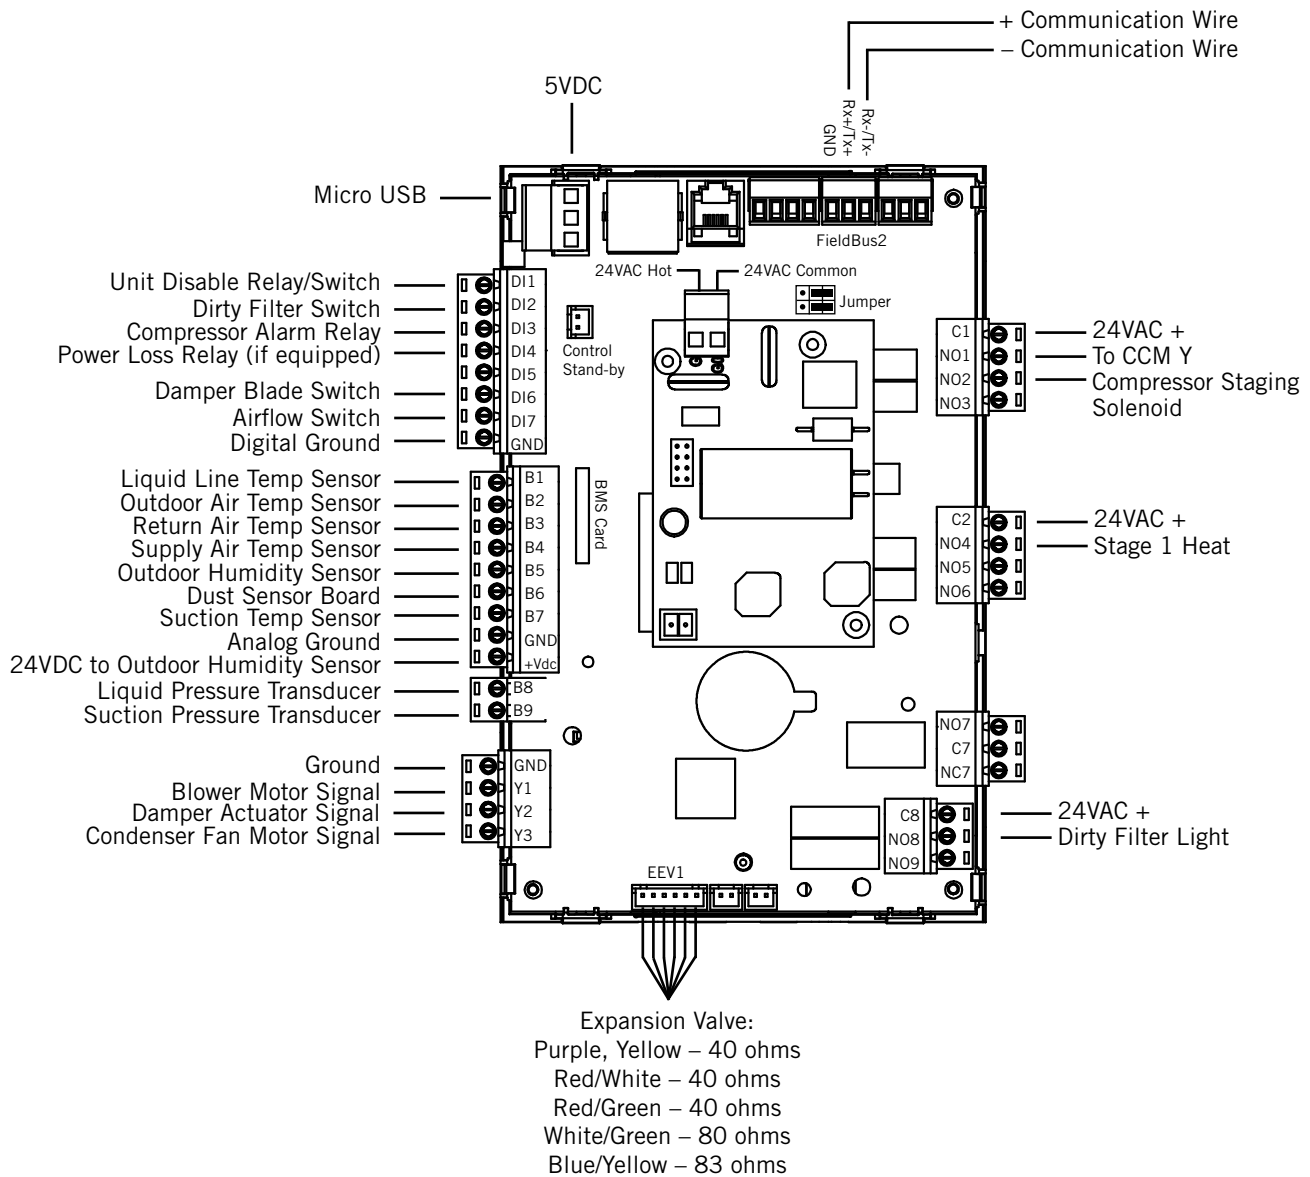 + Communication Wire
– Communication Wire
5VDC
Rx-/Tx-
Rx+/Tx+
GND
Micro USB
FieldBus2
24VAC Hot
24VAC Common
Jumper
Control
Stand-by
BMS Card
Unit Disable Relay/Switch
Dirty Filter Switch
Compressor Alarm Relay
Power Loss Relay (if equipped)
Damper Blade Switch
Airflow Switch
Digital Ground
DI1
DI2
DI3
DI4
DI5
DI6
DI7
GND
Liquid Line Temp Sensor
Outdoor Air Temp Sensor
Return Air Temp Sensor
Supply Air Temp Sensor
Outdoor Humidity Sensor
Dust Sensor Board
Suction Temp Sensor
Analog Ground
24VDC to Outdoor Humidity Sensor
Liquid Pressure Transducer
Suction Pressure Transducer
B1
B2
B3
B4
B5
B6
B7
GND
+Vdc
B8
B9
Ground
Blower Motor Signal
Damper Actuator Signal
Condenser Fan Motor Signal
GND
Y1
Y2
Y3
C1
NO1
NO2
NO3
24VAC +
To CCM Y
Compressor Staging
Solenoid
C2
NO4
NO5
NO6
24VAC +
Stage 1 Heat
NO7
C7
NC7
C8
NO8
NO9
24VAC +
Dirty Filter Light
EEV1
Expansion Valve:
Purple, Yellow – 40 ohms
Red/White – 40 ohms
Red/Green – 40 ohms
White/Green – 80 ohms
Blue/Yellow – 83 ohms